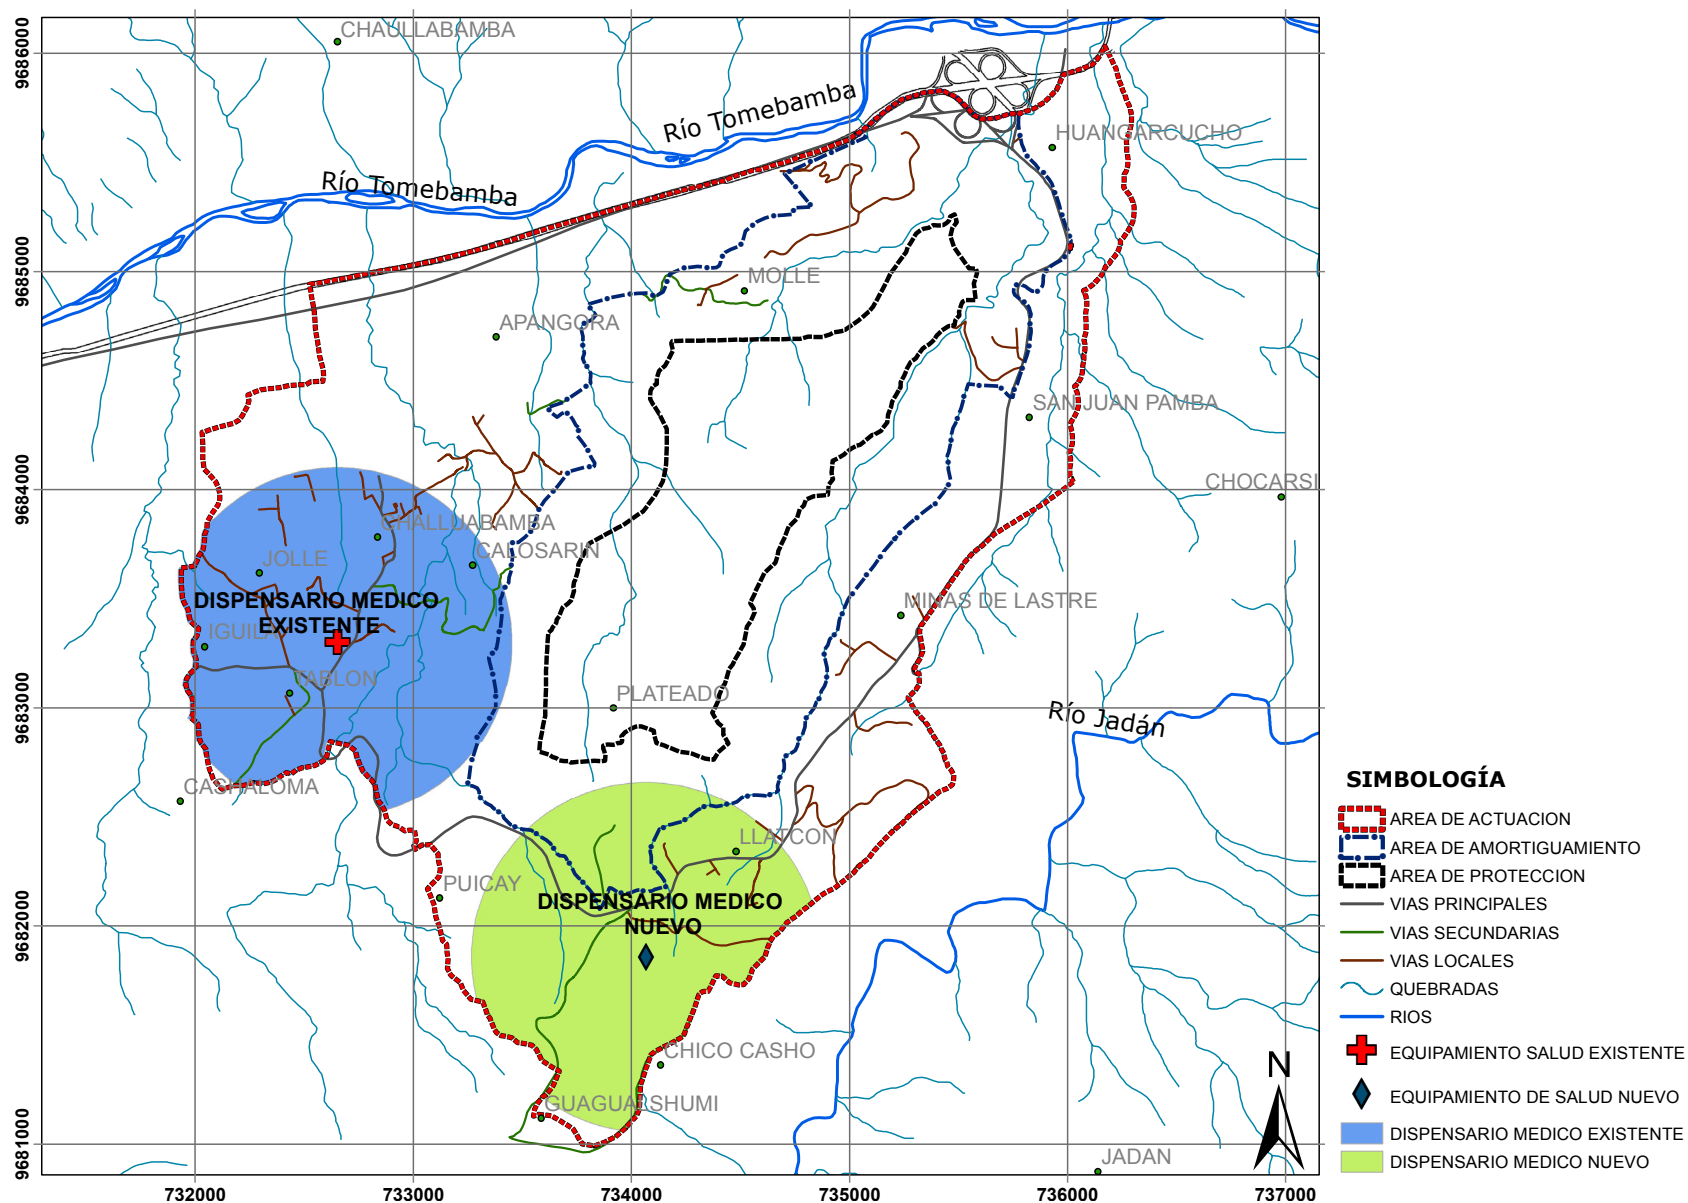 CHAULLABAMBA
Río Tomebamba
HUANGARCUCHO
Río Tomebamba
MOLLE
APANGORA
SAN JUAN PAMBA
CHOCARSI
CHALLUABAMBA
CALOSARIN
JOLLE
DISPENSARIO MEDICO
EXISTENTE
MINAS DE LASTRE
IGUILA
TABLON
PLATEADO
Río Jadán
CASHALOMA
LLATCON
PUICAY
DISPENSARIO MEDICO
NUEVO
CHICO CASHO
GUAGUALSHUMI
JADAN
N
9686000
9685000
9684000
9683000
9682000
9681000
732000
733000
734000
735000
736000
737000
SIMBOLOGÍA
AREA DE ACTUACION
AREA DE AMORTIGUAMIENTO
AREA DE PROTECCION
VIAS PRINCIPALES
VIAS SECUNDARIAS
VIAS LOCALES
QUEBRADAS
RIOS
EQUIPAMIENTO SALUD EXISTENTE
EQUIPAMIENTO DE SALUD NUEVO
DISPENSARIO MEDICO EXISTENTE
DISPENSARIO MEDICO NUEVO